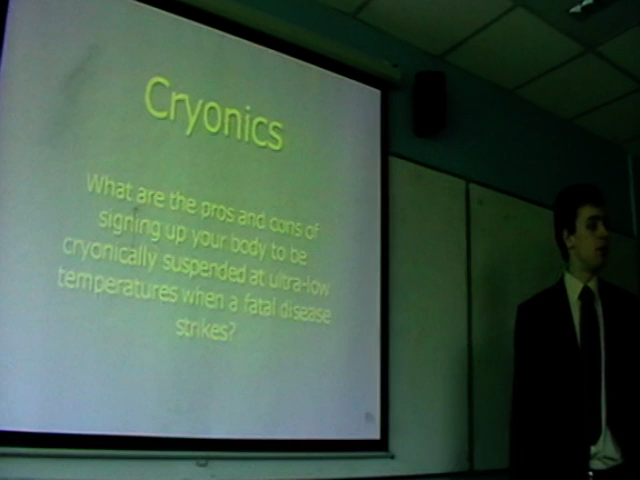 Cryonics
What are the pros and cons of
signing up your body to be
cryonically suspended at ultra-low
temperatures when a fatal disease
strikes?